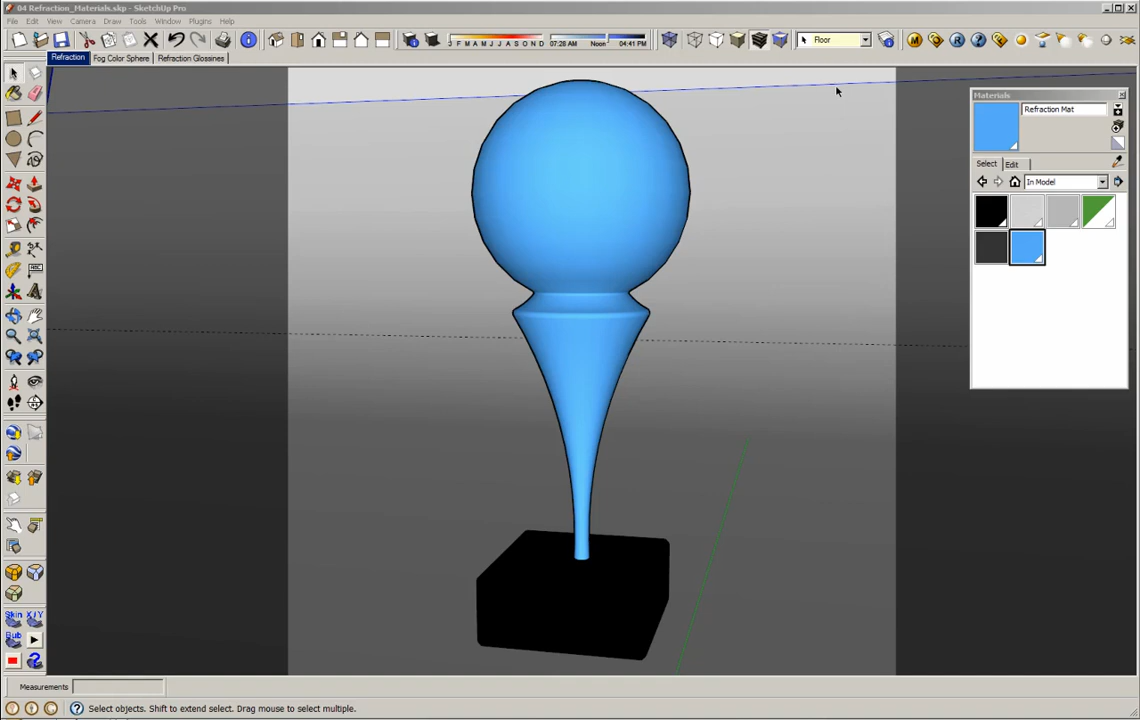 04 Refraction_Materials.skp - SketchUp Pro
File Edit View Camera Draw Tools Window Plugins Help
J F M A M J J A S O N D 07:28 AM Noon 04:41 PM Floor
Refraction Fog Color Sphere Refraction Glossines
Materials
Refraction Mat
Select Edit
In Model
Skin X/Y
Bub
Measurements
Select objects. Shift to extend select. Drag mouse to select multiple.